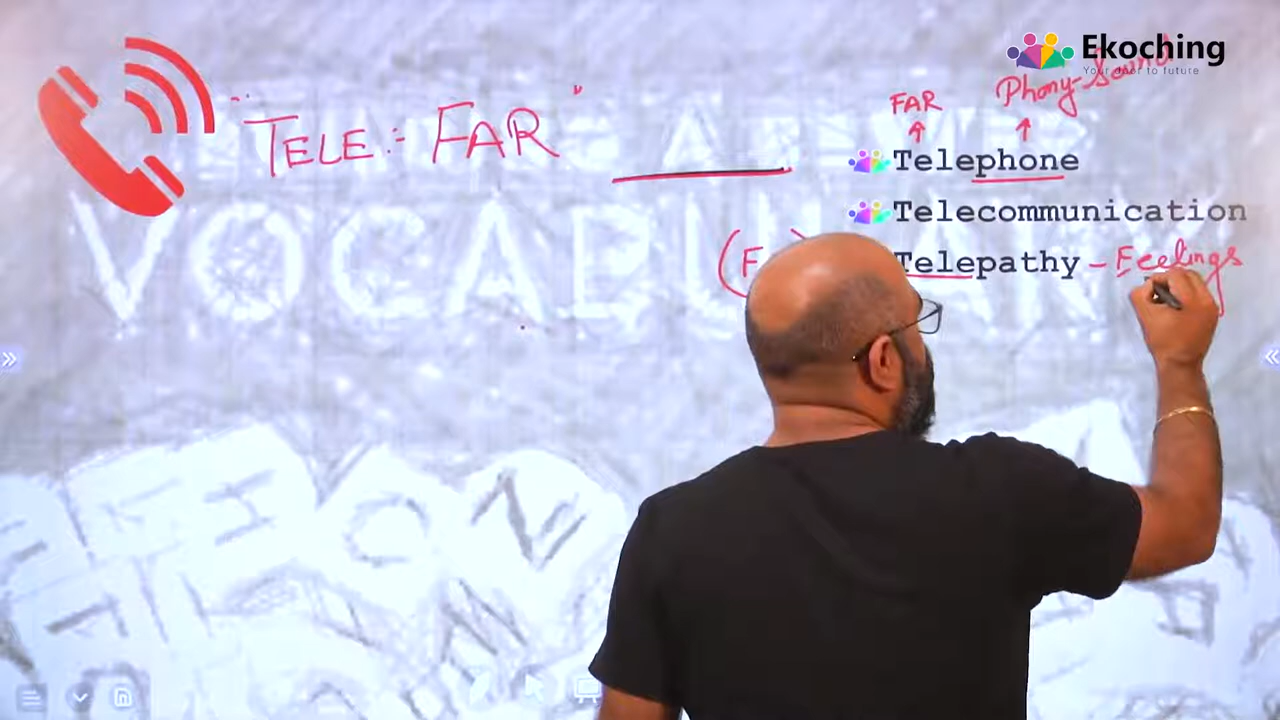 Ekoching
Your door to future
"TELE := FAR"
FAR
Phony-Sound
Telephone
Telecommunication
Telepathy - Feelings
VOCABULARY